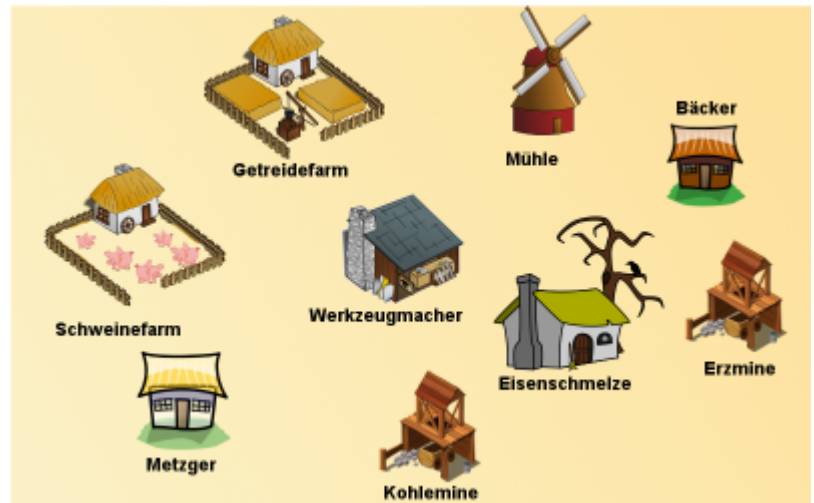 Bäcker
Mühle
Getreidefarm
Werkzeugmacher
Schweinefarm
Erzmine
Eisenschmelze
Metzger
Kohlemine